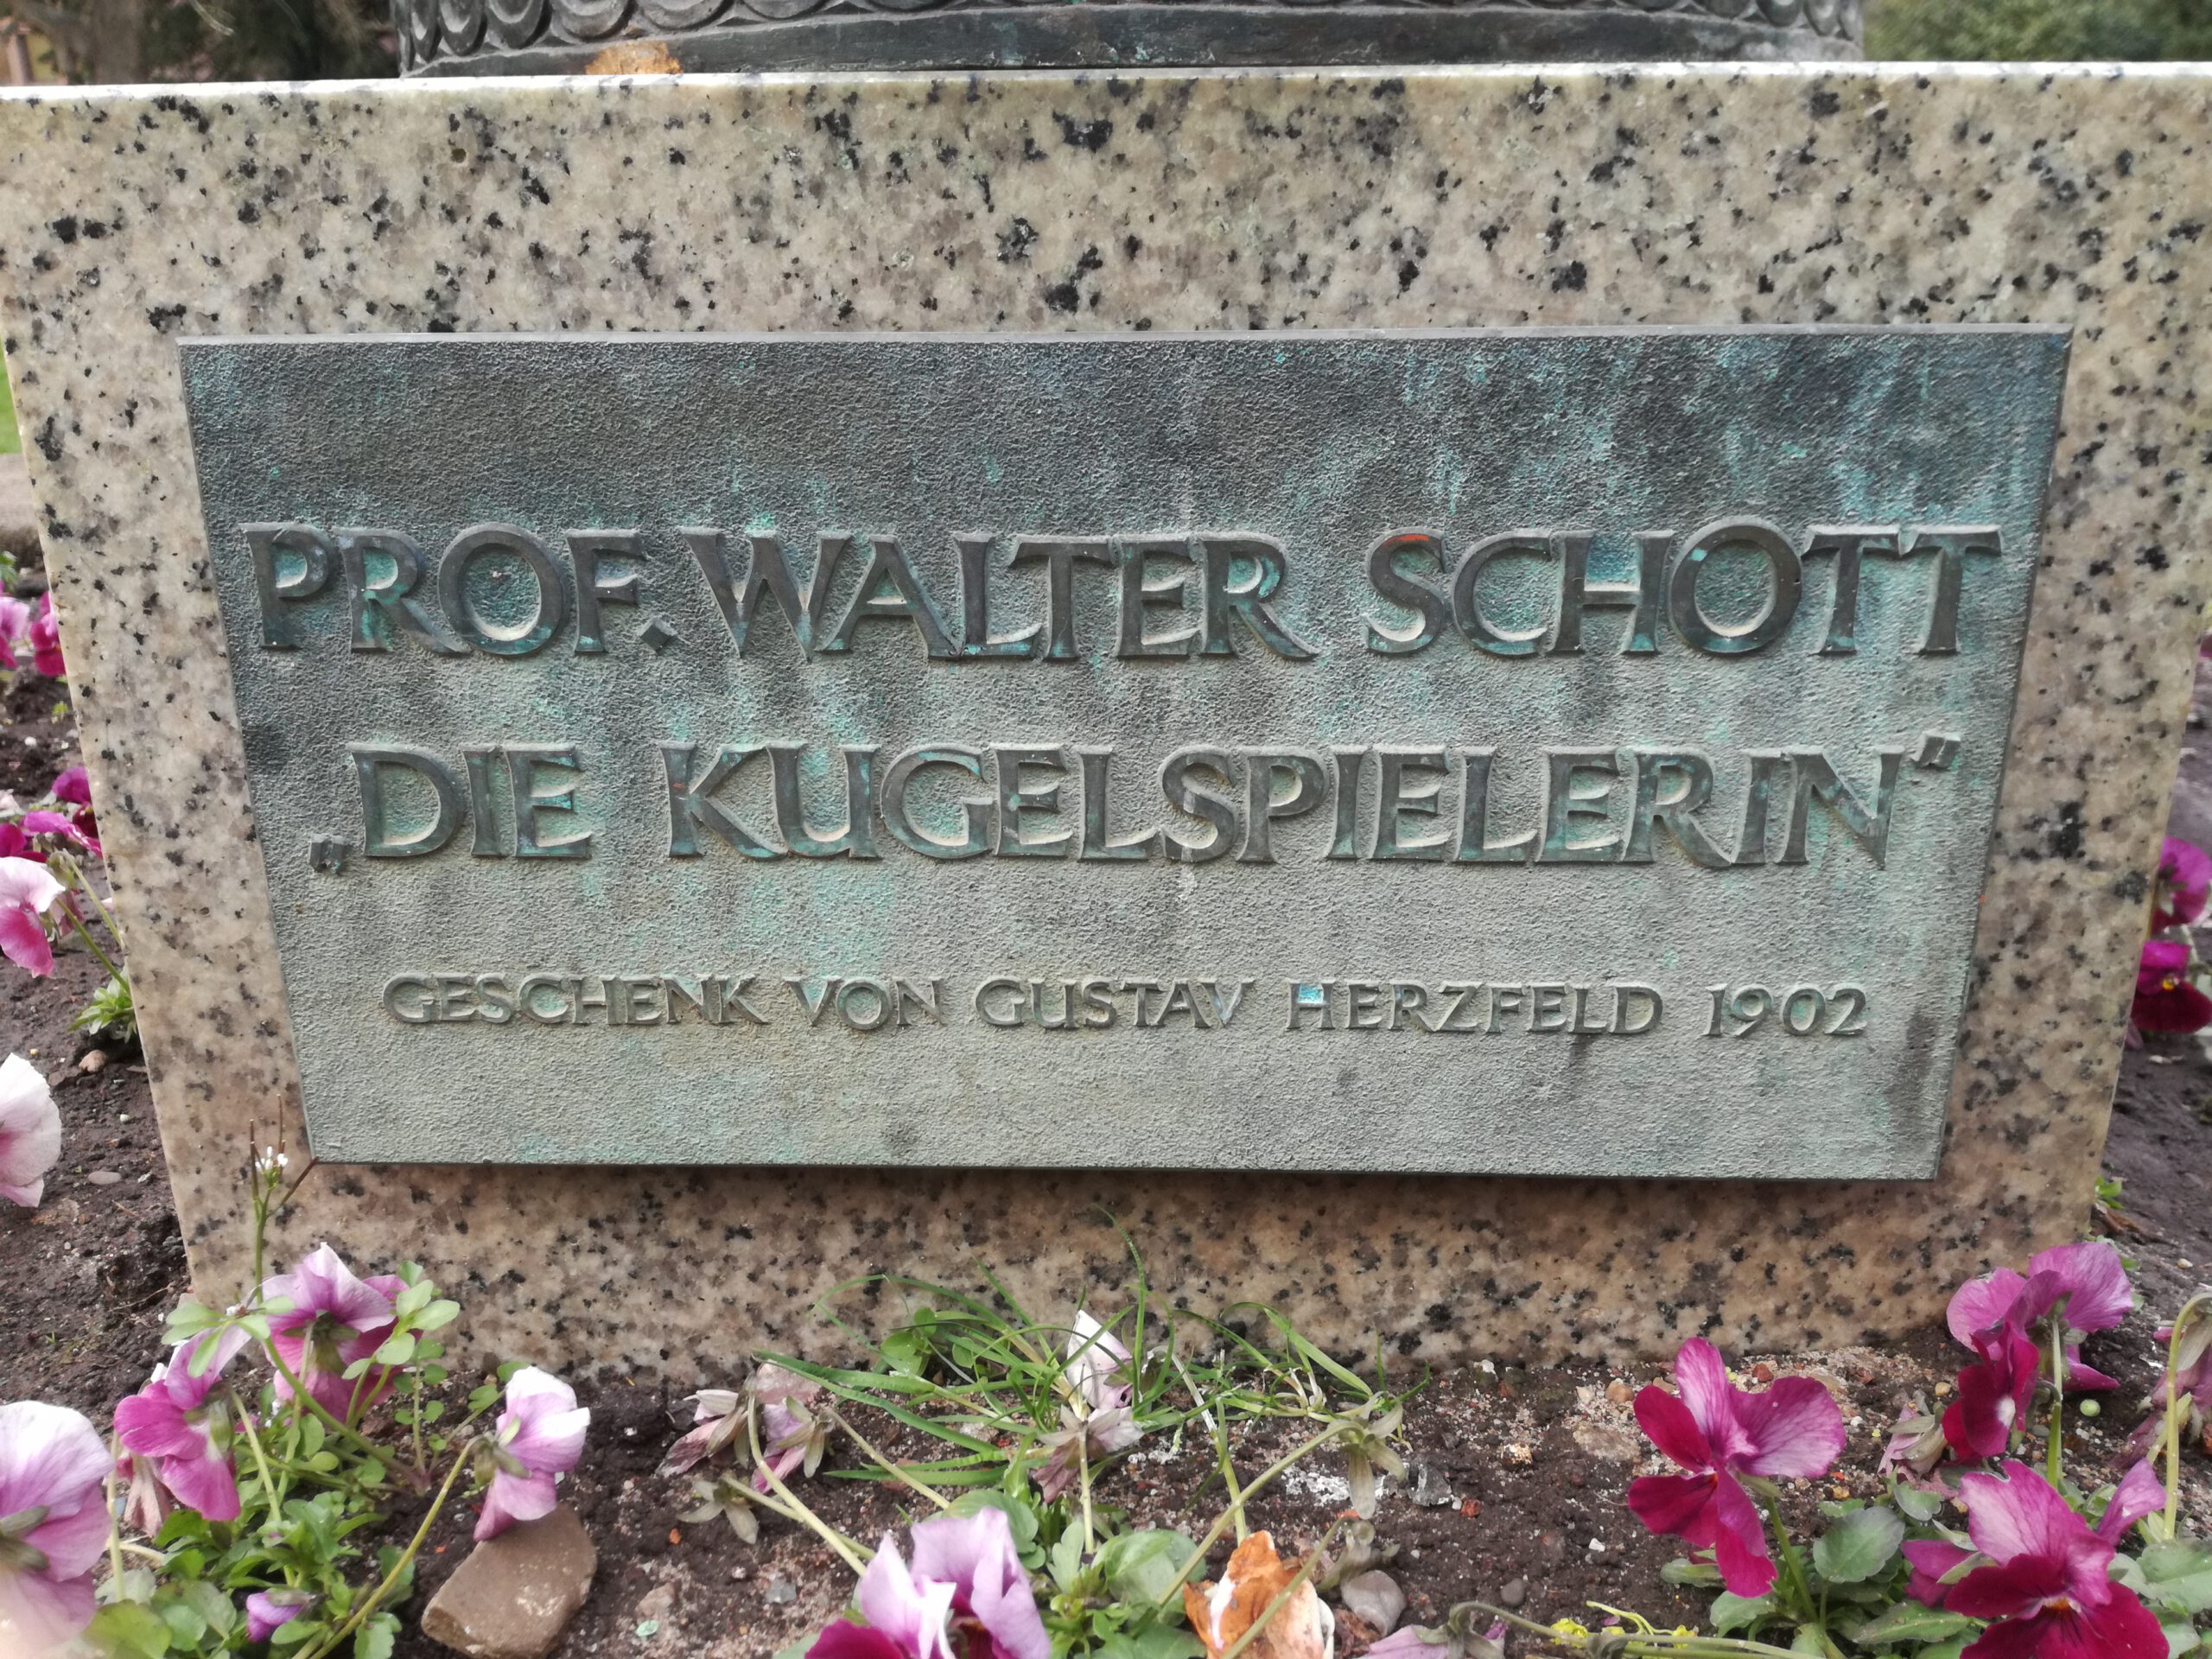 PROF. WALTER SCHOTT
„DIE KUGELSPIELERIN“
GESCHENK VON GUSTAV HERZFELD 1902